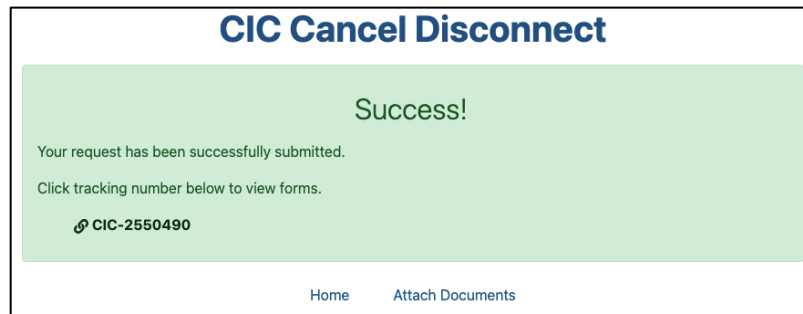 CIC Cancel Disconnect
Success!
Your request has been successfully submitted.
Click tracking number below to view forms.
CIC-2550490
Home Attach Documents